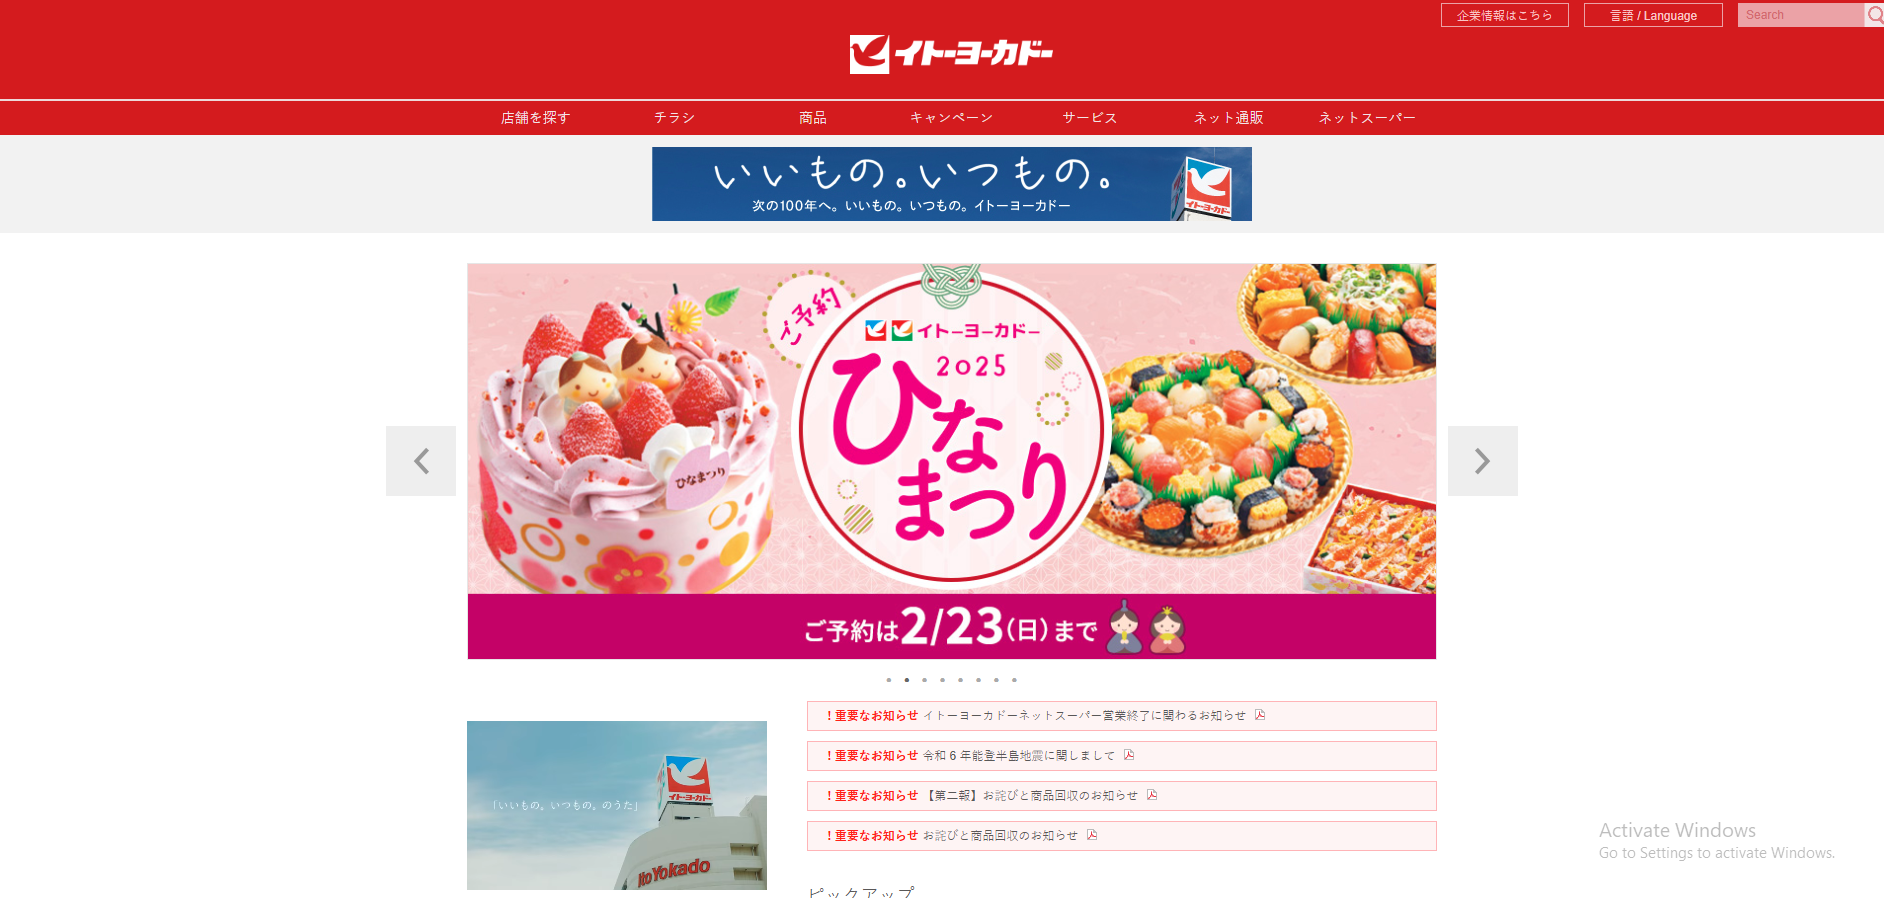 企業情報はこちら
言語 / Language
Search
イトーヨーカドー
店舗を探す
チラシ
商品
キャンペーン
サービス
ネット通販
ネットスーパー
いいもの。いつもの。
次の100年へ。いいもの。いつもの。イトーヨーカドー
イトーヨーカドー
ご予約
イトーヨーカドー
2025
ひな
まつり
ひなまつり
ご予約は2/23(日)まで
! 重要なお知らせ イトーヨーカドーネットスーパー営業終了に関わるお知らせ
! 重要なお知らせ 令和 6 年能登半島地震に関しまして
! 重要なお知らせ 【第二報】お詫びと商品回収のお知らせ
! 重要なお知らせ お詫びと商品回収のお知らせ
イトーヨーカドー
「いいもの。いつもの。のうた」
Ito Yokado
ピックアップ
Activate Windows
Go to Settings to activate Windows.